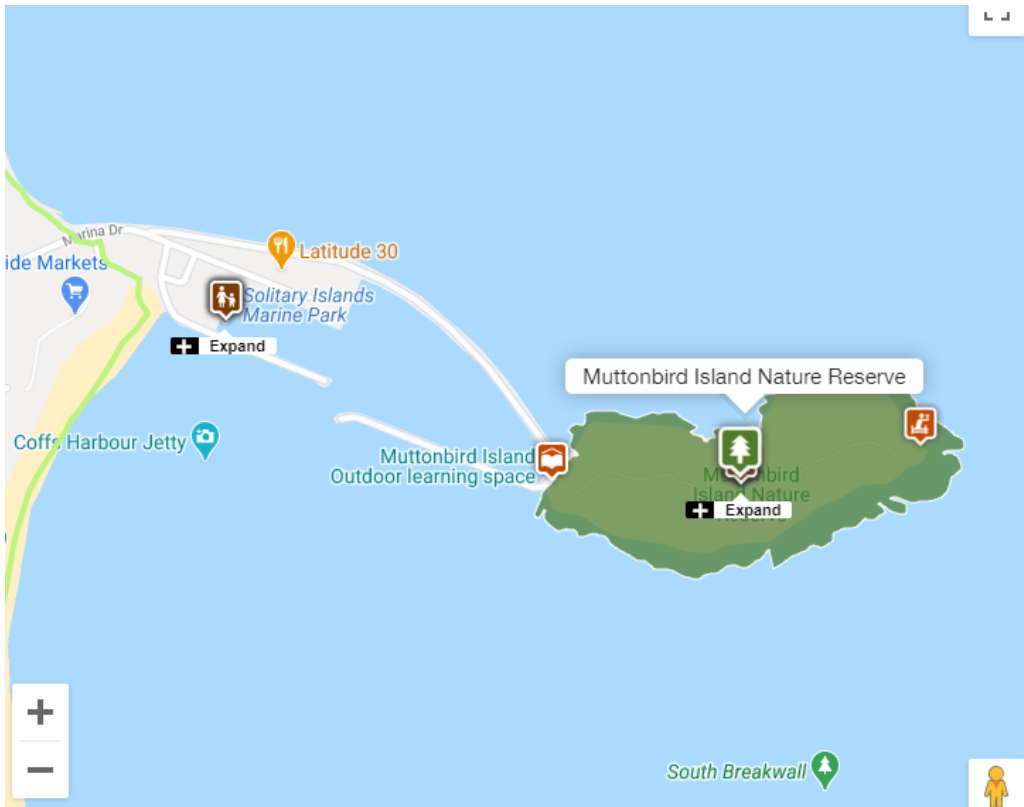 Marina Dr
Latitude 30
ide Markets
Solitary Islands
Marine Park
Expand
Muttonbird Island Nature Reserve
Coffs Harbour Jetty
Muttonbird Island
Outdoor learning space
Muttonbird
Island Nature
Reserve
Expand
South Breakwall